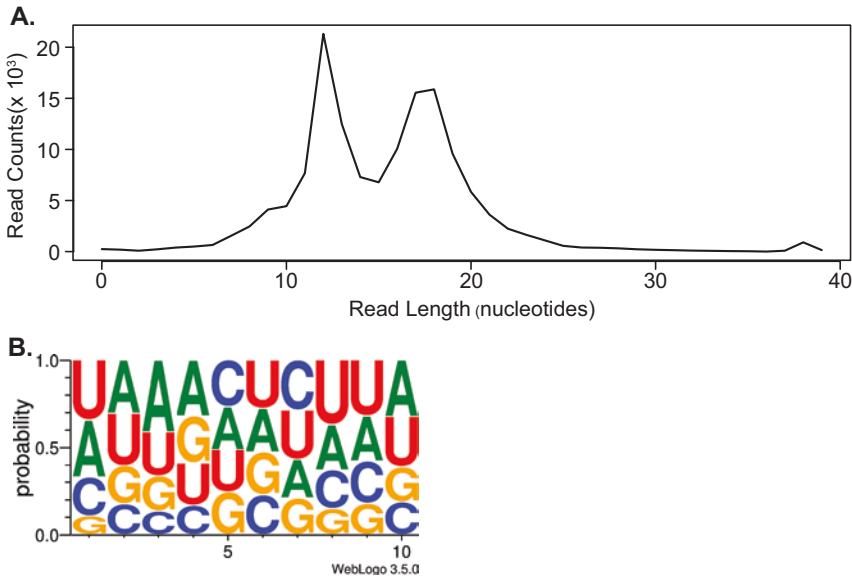 A.
20
15
10
5
0
Read Counts(x 10³)
0 10 20 30 40
Read Length (nucleotides)
B.
1.0
0.5
0.0
probability
UAAACUCUUA
AUUGAAUAAU
CGGUUGACCG
GCCCGCGGGC
5 10
WebLogo 3.5.0